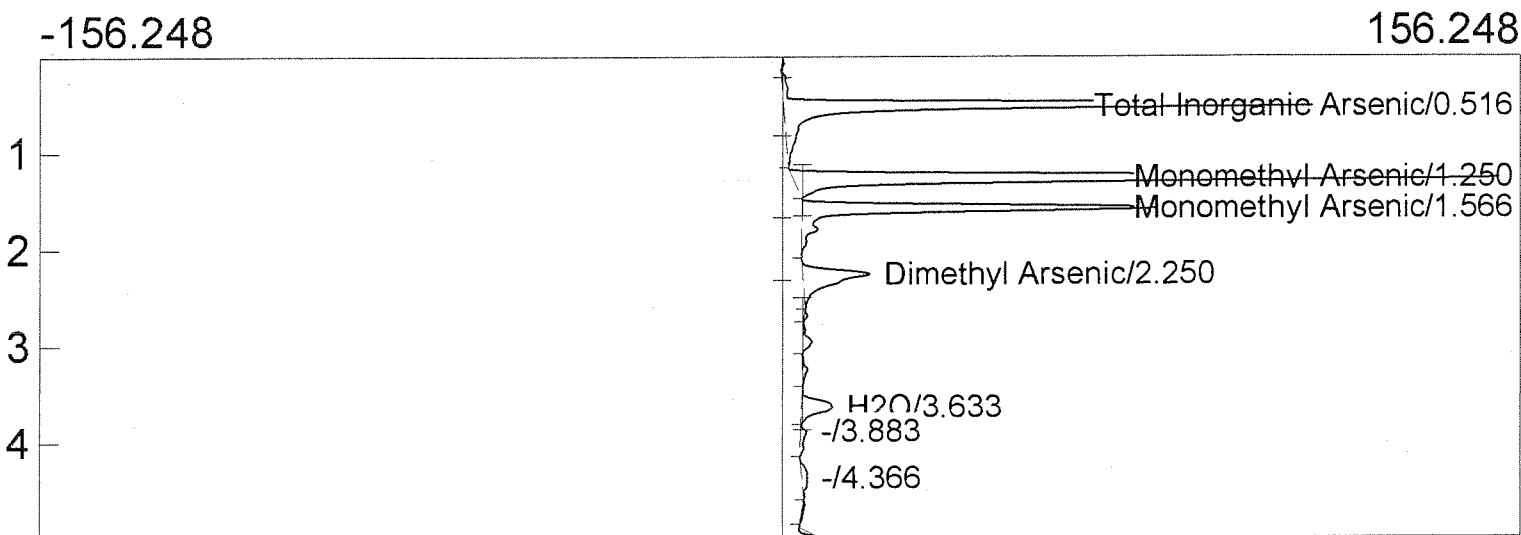 -156.248 156.248
Total Inorganic Arsenic/0.516
1
Monomethyl Arsenic/1.250
Monomethyl Arsenic/1.566
2
Dimethyl Arsenic/2.250
3
H2O/3.633
-/3.883
4
-/4.366